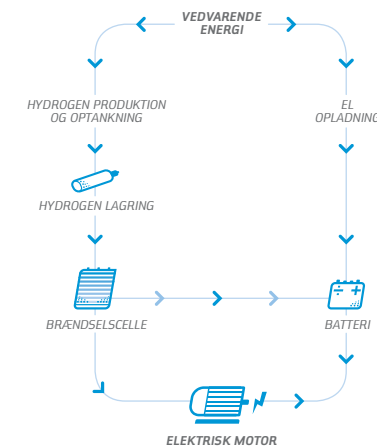 VEDVARENDE
ENERGI
HYDROGEN PRODUKTION
OG OPTANKNING
EL
OPLADNING
HYDROGEN LAGRING
BRÆNDSELSCELLE
BATTERI
ELEKTRISK MOTOR